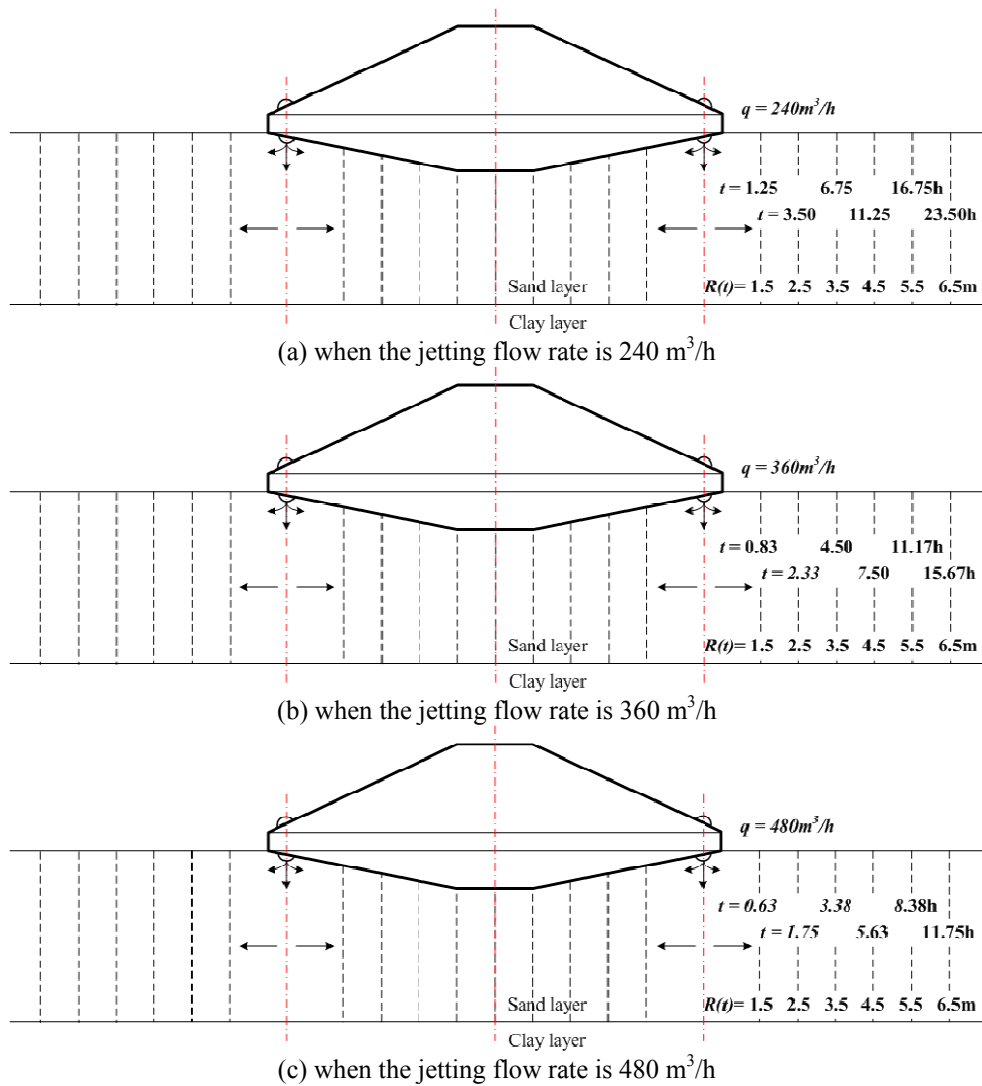 q = 240m³/h
t = 1.25 6.75 16.75h
t = 3.50 11.25 23.50h
Sand layer R(t)= 1.5 2.5 3.5 4.5 5.5 6.5m
Clay layer
(a) when the jetting flow rate is 240 m³/h
q = 360m³/h
t = 0.83 4.50 11.17h
t = 2.33 7.50 15.67h
Sand layer R(t)= 1.5 2.5 3.5 4.5 5.5 6.5m
Clay layer
(b) when the jetting flow rate is 360 m³/h
q = 480m³/h
t = 0.63 3.38 8.38h
t = 1.75 5.63 11.75h
Sand layer R(t)= 1.5 2.5 3.5 4.5 5.5 6.5m
Clay layer
(c) when the jetting flow rate is 480 m³/h